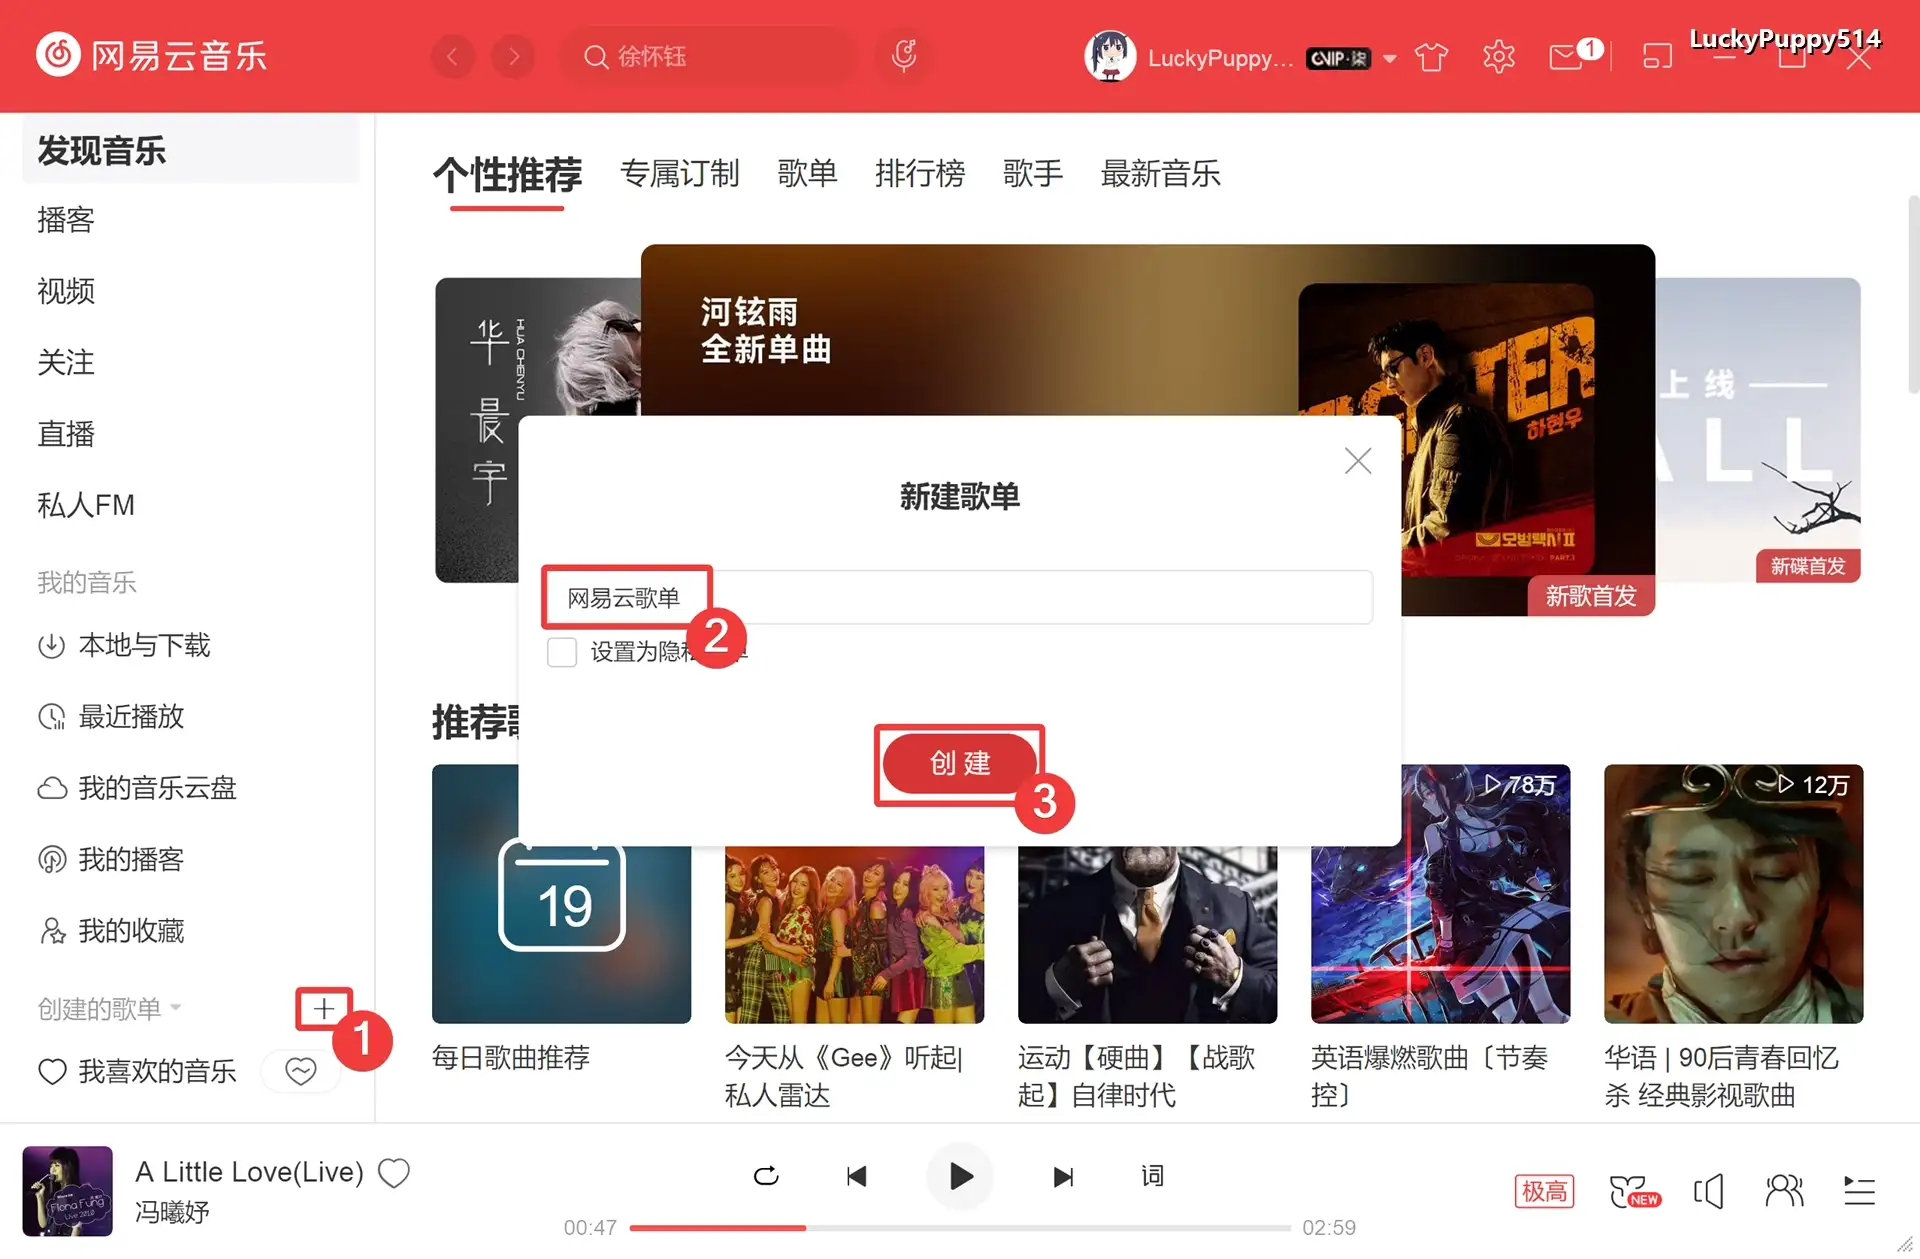 网易云音乐
徐怀钰
LuckyPuppy...
CVIP·柒
1
LuckyPuppy514
发现音乐
播客
视频
关注
直播
私人FM
我的音乐
本地与下载
最近播放
我的音乐云盘
我的播客
我的收藏
创建的歌单
1
我喜欢的音乐
个性推荐
专属订制
歌单
排行榜
歌手
最新音乐
华晨宇
HUA CHENYU
河铉雨
全新单曲
하현우
모범택시 II
新歌首发
上线
ALL
新碟首发
新建歌单
网易云歌单
2
设置为隐私
创建
3
推荐
19
78万
12万
每日歌曲推荐
今天从《Gee》听起|
私人雷达
运动【硬曲】【战歌
起】自律时代
英语爆燃歌曲〔节奏
控〕
华语 | 90后青春回忆
杀 经典影视歌曲
Fiona Fung
Live 2010
A Little Love(Live)
冯曦妤
词
00:47
02:59
极高
NEW